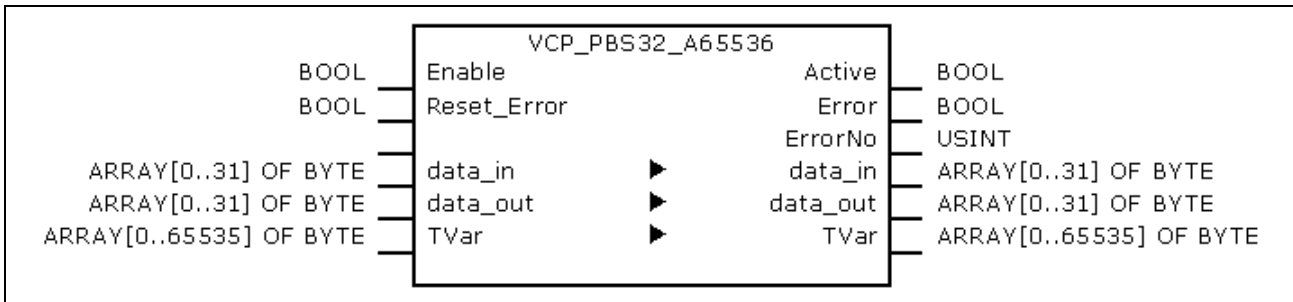 VCP_PBS32_A65536
BOOL Enable Active BOOL
BOOL Reset_Error Error BOOL
ErrorNo USINT
ARRAY[0..31] OF BYTE data_in data_in ARRAY[0..31] OF BYTE
ARRAY[0..31] OF BYTE data_out data_out ARRAY[0..31] OF BYTE
ARRAY[0..65535] OF BYTE TVar TVar ARRAY[0..65535] OF BYTE